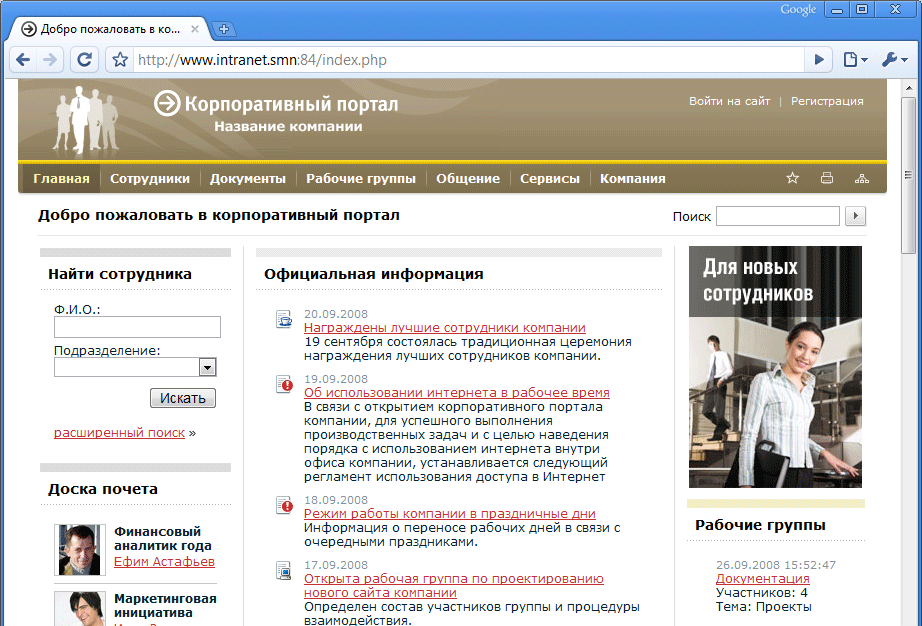 Google
Добро пожаловать в ко...
http://www.intranet.smn:84/index.php
Корпоративный портал
Название компании
Войти на сайт | Регистрация
Главная Сотрудники Документы Рабочие группы Общение Сервисы Компания
Добро пожаловать в корпоративный портал
Поиск
Найти сотрудника
Ф.И.О.:
Подразделение:
Искать
расширенный поиск »
Доска почета
Финансовый
аналитик года
Ефим Астафьев
Маркетинговая
инициатива
Официальная информация
20.09.2008
Награждены лучшие сотрудники компании
19 сентября состоялась традиционная церемония
награждения лучших сотрудников компании.
19.09.2008
Об использовании интернета в рабочее время
В связи с открытием корпоративного портала
компании, для успешного выполнения
производственных задач и с целью наведения
порядка с использованием интернета внутри
офиса компании, устанавливается следующий
регламент использования доступа в Интернет
18.09.2008
Режим работы компании в праздничные дни
Информация о переносе рабочих дней в связи с
очередными праздниками.
17.09.2008
Открыта рабочая группа по проектированию
нового сайта компании
Определен состав участников группы и процедуры
взаимодействия.
Для новых
сотрудников
Рабочие группы
26.09.2008 15:52:47
Документация
Участников: 4
Тема: Проекты